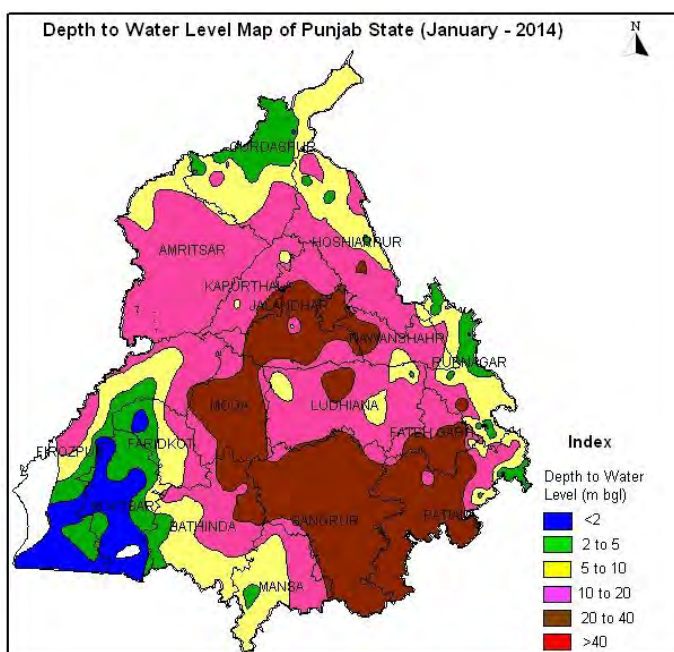 Depth to Water Level Map of Punjab State (January - 2014)
N
GURDASPUR
HOSHIARPUR
AMRITSAR
KAPURTHALA
JALANDHAR
NAWANSHAHR
RUPNAGAR
MOGA
LUDHIANA
FATEHGARH
FIROZPUR
FARIDKOT
MUKTSAR
BATHINDA
SANGRUR
PATIALA
MANSA
Index
Depth to Water
Level (m bgl)
<2
2 to 5
5 to 10
10 to 20
20 to 40
>40